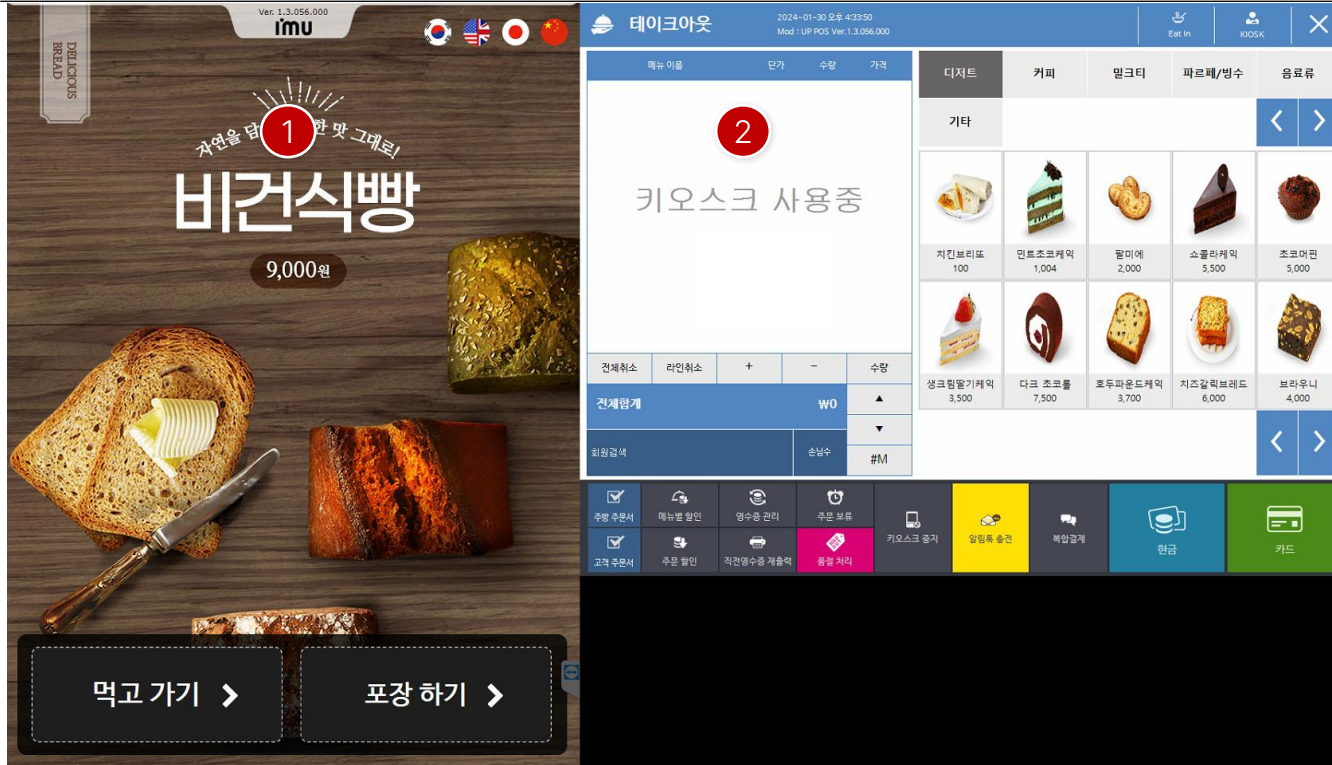 Ver. 1.3.056.000
imu
DELICIOUS
BREAD
자연을 담
1
한 맛 그대로!
비건식빵
9,000원
먹고 가기
포장 하기
테이크아웃
2024-01-30 오후 4:33:50
Mod : UP POS Ver.1.3.056.000
Eat In
KIOSK
메뉴 이름 단가 수량 가격
2
키오스크 사용중
전체취소 라인취소 + - 수량
전체합계 ₩0
▲
▼
회원검색 손님수
#M
디저트 커피 밀크티 파르페/빙수 음료류
기타
치킨브리또 민트초코케익 팔미에 쇼콜라케익 초코머핀
100 1,004 2,000 5,500 5,000
생크림딸기케익 다크 초코롤 호두파운드케익 치즈갈릭브레드 브라우니
3,500 7,500 3,700 6,000 4,000
주방 주문서 메뉴별 할인 영수증 관리 주문 보류
고객 주문서 주문 할인 직전영수증 재출력 품절 처리
키오스크 중지 알림톡 충전 복합결제 현금 카드